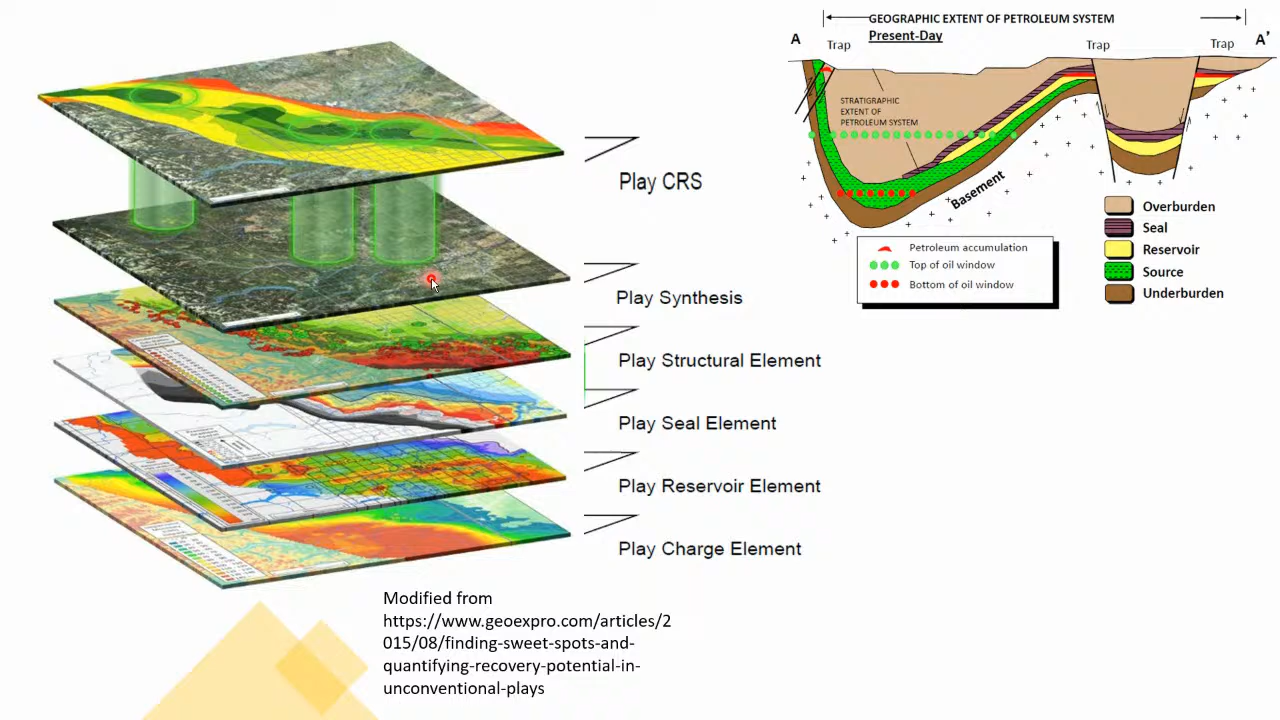 GEOGRAPHIC EXTENT OF PETROLEUM SYSTEM
Present-Day
A
A’
Trap
Trap
Trap
STRATIGRAPHIC
EXTENT OF
PETROLEUM SYSTEM
Basement
Petroleum accumulation
Top of oil window
Bottom of oil window
Overburden
Seal
Reservoir
Source
Underburden
Play CRS
Play Synthesis
Play Structural Element
Play Seal Element
Play Reservoir Element
Play Charge Element
Modified from
https://www.geoexpro.com/articles/2
015/08/finding-sweet-spots-and-
quantifying-recovery-potential-in-
unconventional-plays